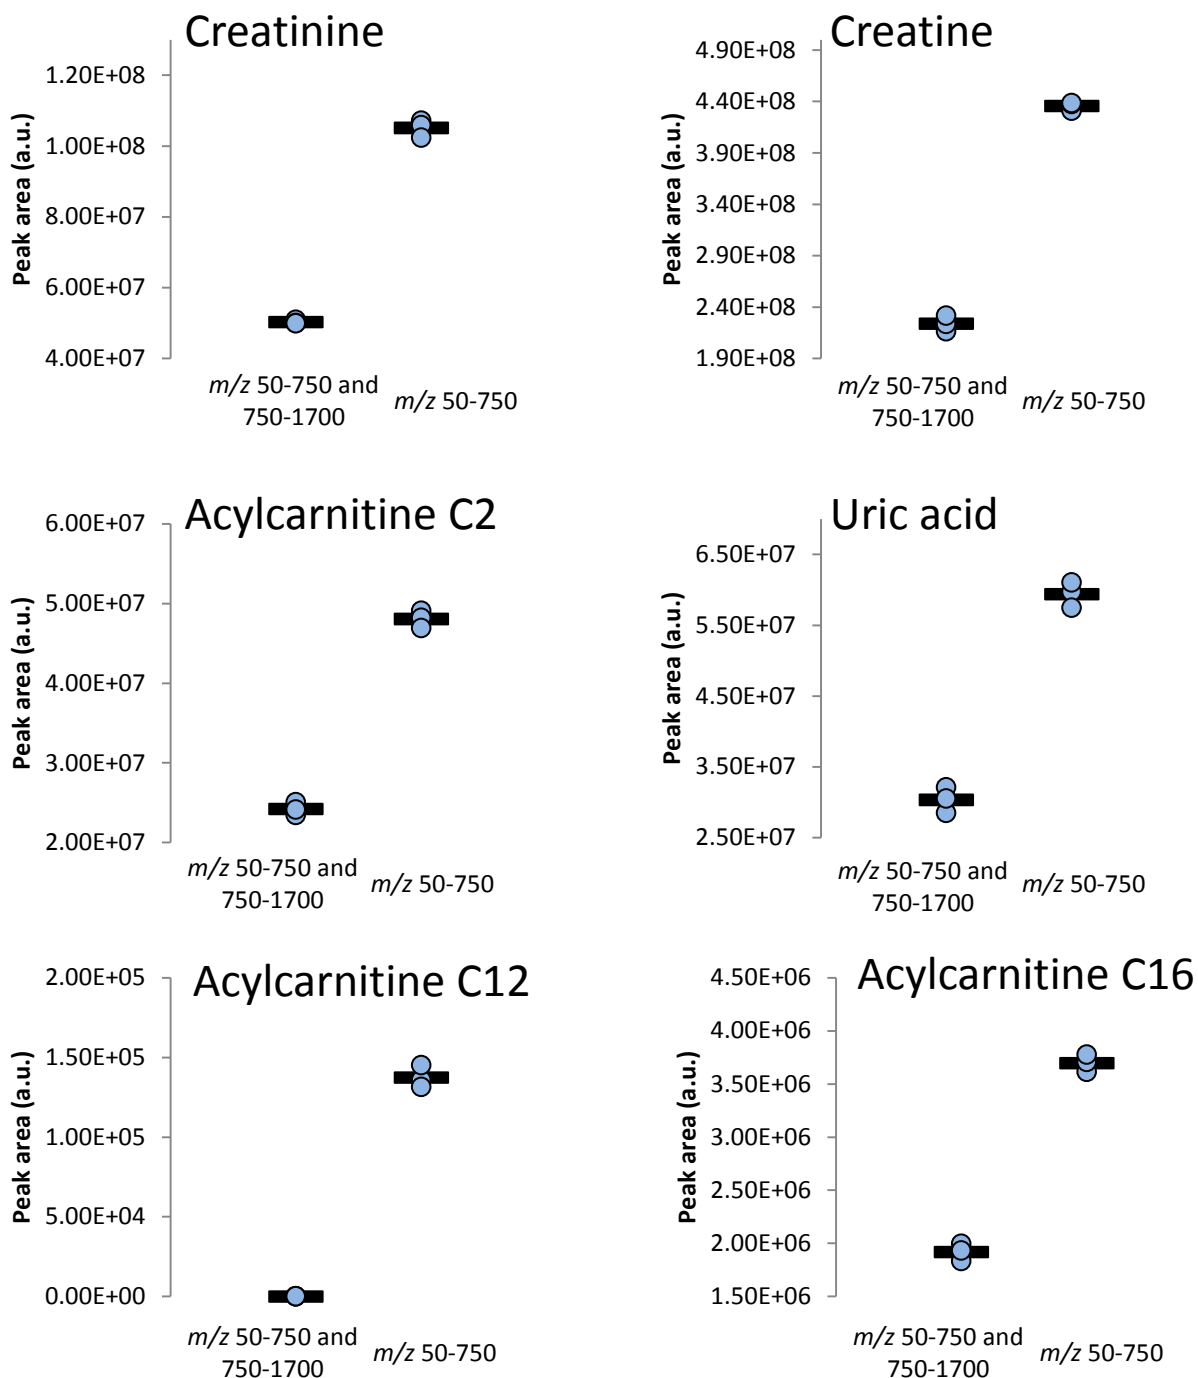 Creatinine
Peak area (a.u.)
1.20E+08
1.00E+08
8.00E+07
6.00E+07
4.00E+07
m/z 50-750 and
750-1700
m/z 50-750
Creatine
Peak area (a.u.)
4.90E+08
4.40E+08
3.90E+08
3.40E+08
2.90E+08
2.40E+08
1.90E+08
m/z 50-750 and
750-1700
m/z 50-750
Acylcarnitine C2
Peak area (a.u.)
6.00E+07
5.00E+07
4.00E+07
3.00E+07
2.00E+07
m/z 50-750 and
750-1700
m/z 50-750
Uric acid
Peak area (a.u.)
6.50E+07
5.50E+07
4.50E+07
3.50E+07
2.50E+07
m/z 50-750 and
750-1700
m/z 50-750
Acylcarnitine C12
Peak area (a.u.)
2.00E+05
1.50E+05
1.00E+05
5.00E+04
0.00E+00
m/z 50-750 and
750-1700
m/z 50-750
Acylcarnitine C16
Peak area (a.u.)
4.50E+06
4.00E+06
3.50E+06
3.00E+06
2.50E+06
2.00E+06
1.50E+06
m/z 50-750 and
750-1700
m/z 50-750